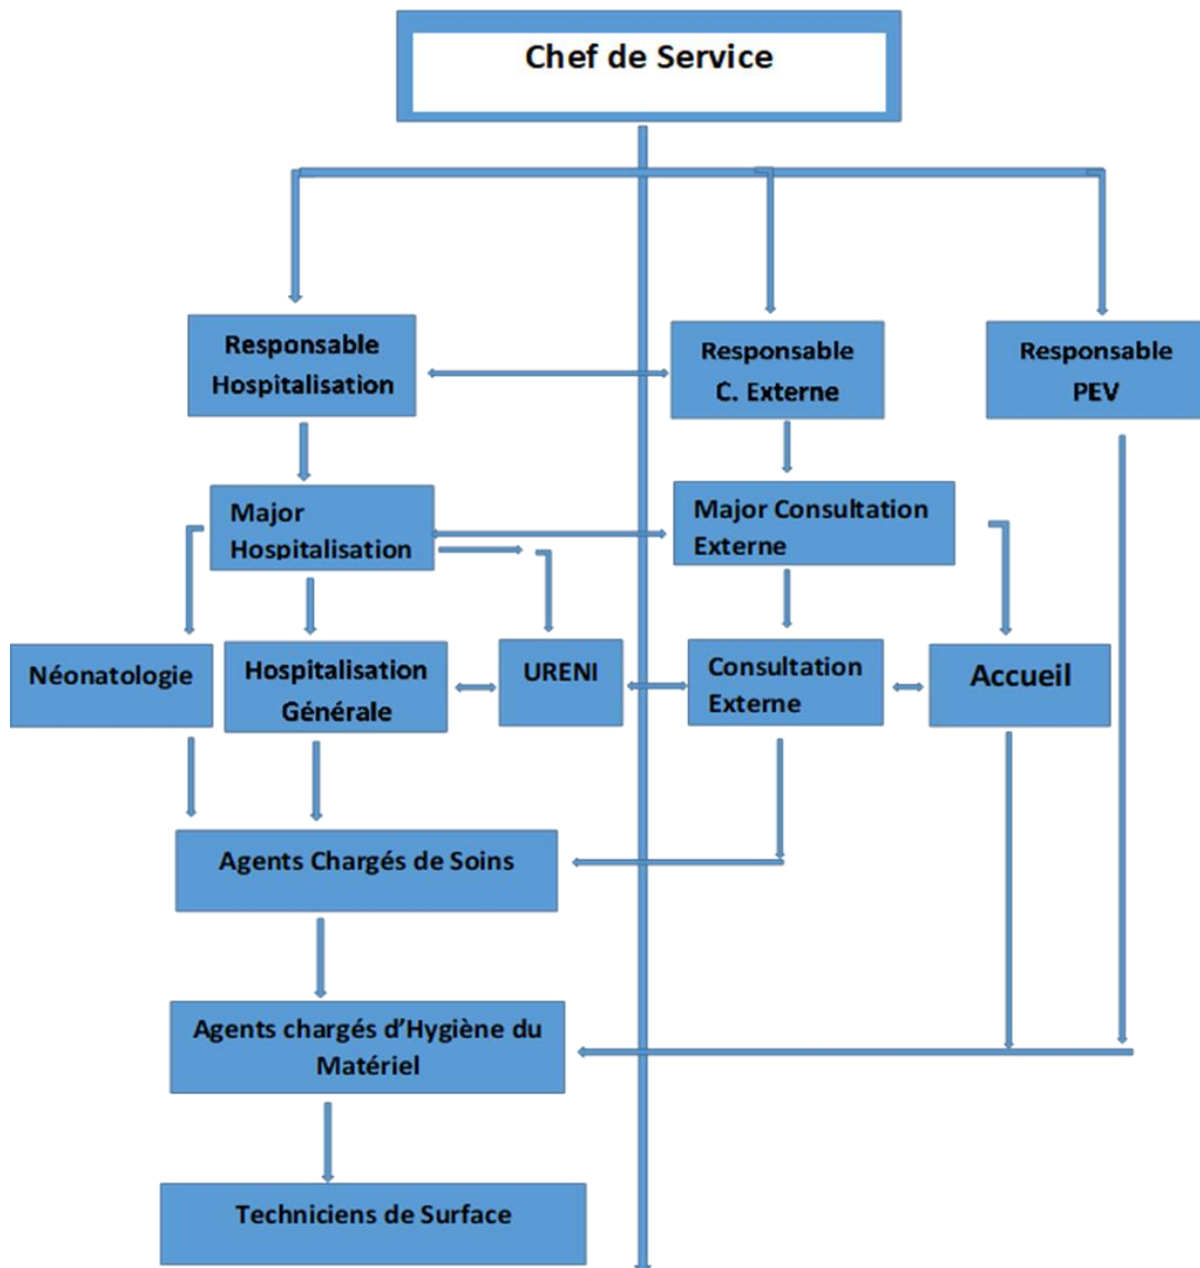 Chef de Service
Responsable
Hospitalisation
Responsable
C. Externe
Responsable
PEV
Major
Hospitalisation
Major Consultation
Externe
Néonatologie
Hospitalisation
Générale
URENI
Consultation
Externe
Accueil
Agents Chargés de Soins
Agents chargés d’Hygiène du
Matériel
Techniciens de Surface